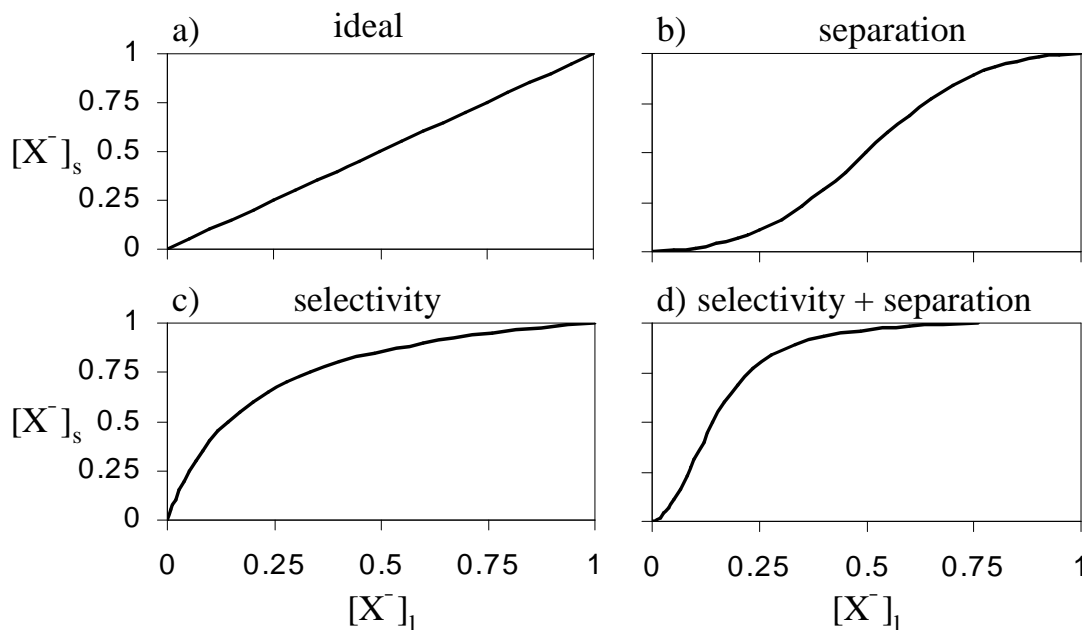 a) ideal
1
0.75
[X⁻]ₛ 0.5
0.25
0
b) separation
c) selectivity
1
0.75
[X⁻]ₛ 0.5
0.25
0
0 0.25 0.5 0.75 1
[X⁻]ₗ
d) selectivity + separation
0 0.25 0.5 0.75 1
[X⁻]ₗ